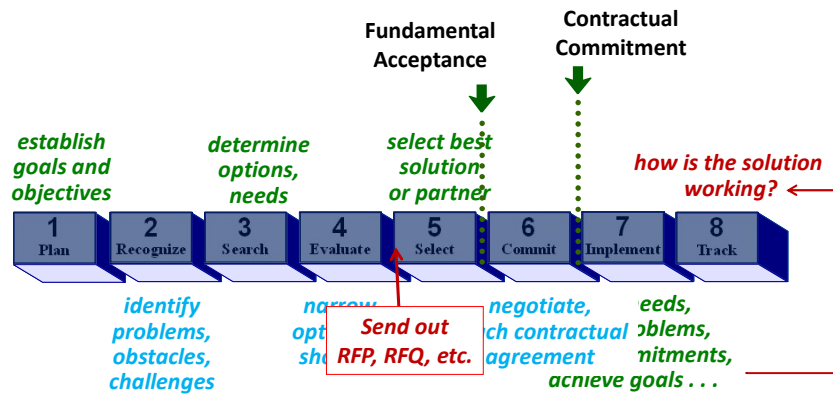 Fundamental
Acceptance
Contractual
Commitment
establish
goals and
objectives
determine
options,
needs
select best
solution
or partner
how is the solution
working?
1
Plan
2
Recognize
3
Search
4
Evaluate
5
Select
6
Commit
7
Implement
8
Track
identify
problems,
obstacles,
challenges
narrow
Send out
RFP, RFQ, etc.
negotiate,
contractual
agreement
achieve goals . . .